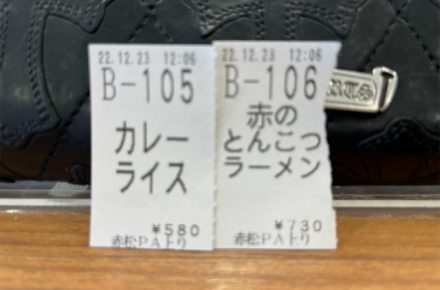 22.12.23 12:06
B-105
カレー
ライス
¥580
赤松PA上り
22.12.23 12:06
B-106
赤の
とんこつ
ラーメン
¥730
赤松PA上り